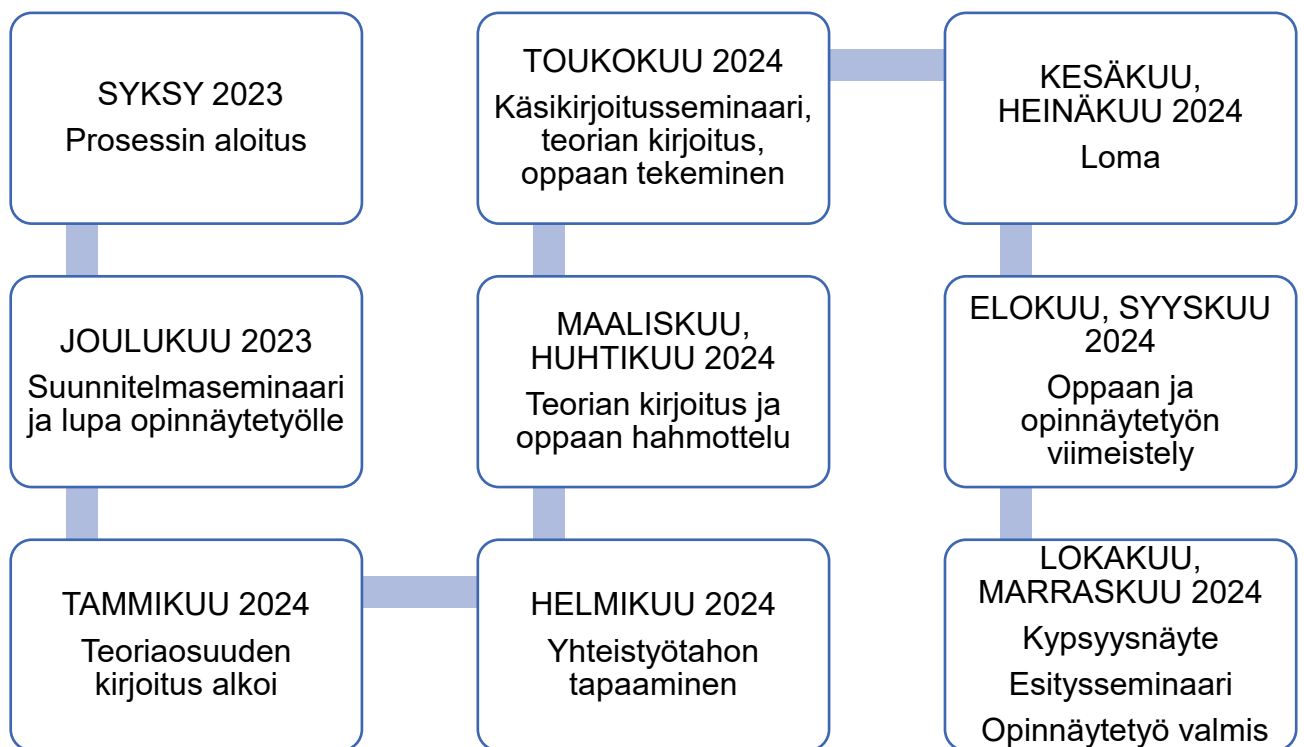 SYKSY 2023
Prosessin aloitus
JOULUKUU 2023
Suunnitelmaseminaari
ja lupa opinnäytetyölle
TAMMIKUU 2024
Teoriaosuuden
kirjoitus alkoi
HELMIKUU 2024
Yhteistyötahon
tapaaminen
MAALISKUU,
HUHTIKUU 2024
Teorian kirjoitus ja
oppaan hahmottelu
TOUKOKUU 2024
Käsikirjoitusseminaari,
teorian kirjoitus,
oppaan tekeminen
KESÄKUU,
HEINÄKUU 2024
Loma
ELOKUU, SYYSKUU
2024
Oppaan ja
opinnäytetyön
viimeistely
LOKAKUU,
MARRASKUU 2024
Kypsyysnäyte
Esitysseminaari
Opinnäytetyö valmis